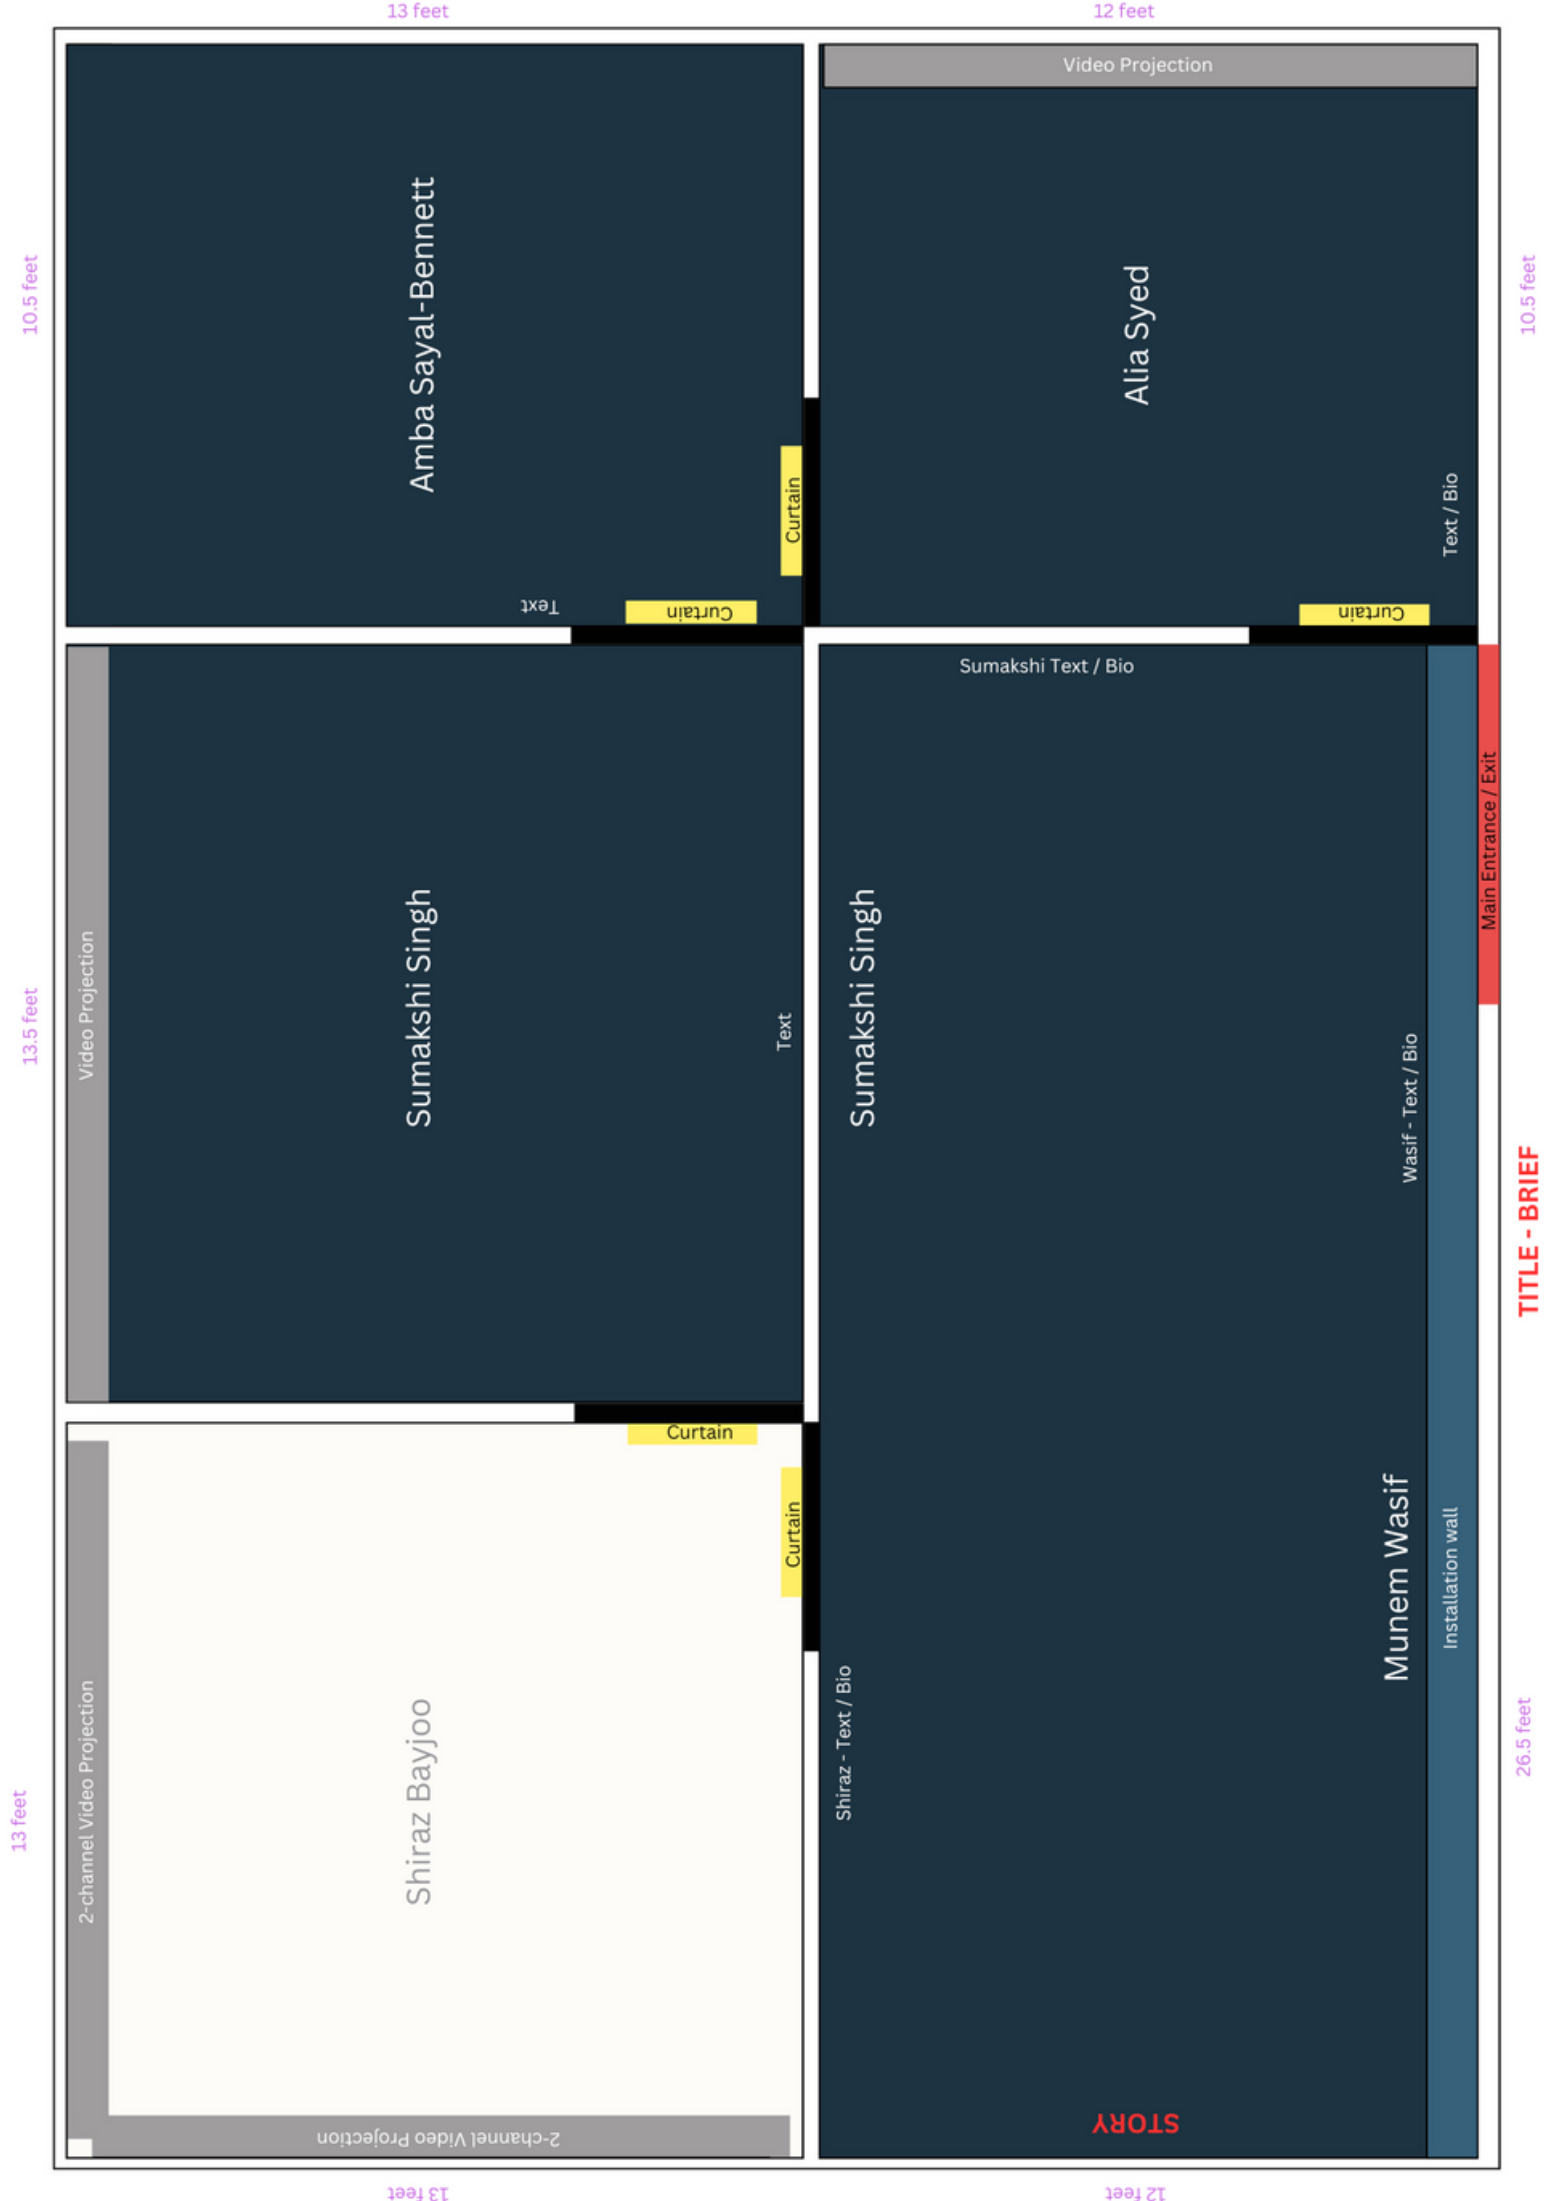 13 feet
12 feet
Video Projection
10.5 feet
Amba Sayal-Bennett
Alia Syed
10.5 feet
Curtain
Text / Bio
Text
Curtain
Curtain
Sumakshi Text / Bio
Main Entrance / Exit
Video Projection
Sumakshi Singh
Text
Sumakshi Singh
13.5 feet
Wasif - Text / Bio
TITLE - BRIEF
Curtain
Curtain
Munem Wasif
Installation wall
2-channel Video Projection
Shiraz Bayjoo
Shiraz - Text / Bio
13 feet
26.5 feet
STORY
2-channel Video Projection
13 feet
12 feet